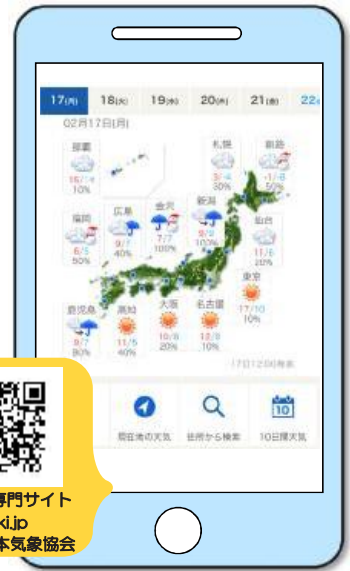 17(月) 18(火) 19(水) 20(木) 21(金) 22
02月17日(月)
那覇
10%
札幌
3/-4
30%
釧路
-1/-8
50%
福岡
6/5
90%
広島
9/7
40%
金沢
7/7
100%
新潟
9/8
100%
仙台
11/6
20%
鹿児島
9/7
80%
高知
11/5
40%
大阪
10/8
20%
名古屋
12/8
10%
東京
17/10
10%
17日12:00発表
現在地の天気
住所から検索
10
10日間天気
専門サイト
ki.jp
本気象協会